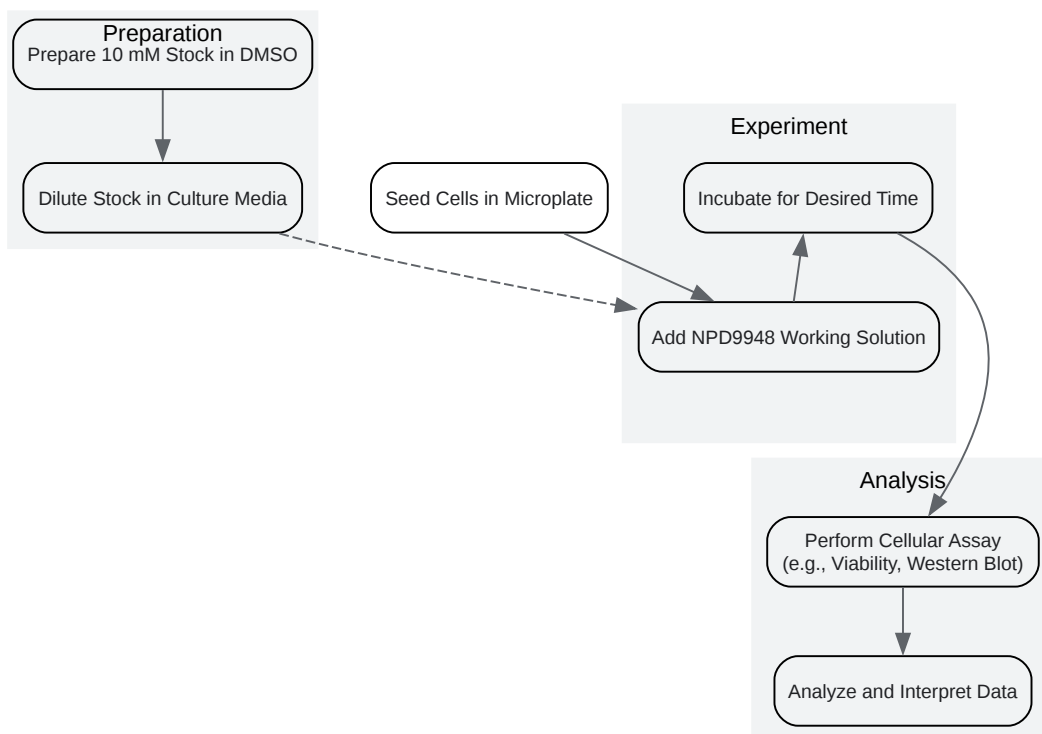 Preparation
Prepare 10 mM Stock in DMSO
Dilute Stock in Culture Media
Seed Cells in Microplate
Experiment
Incubate for Desired Time
Add NPD9948 Working Solution
Analysis
Perform Cellular Assay
(e.g., Viability, Western Blot)
Analyze and Interpret Data